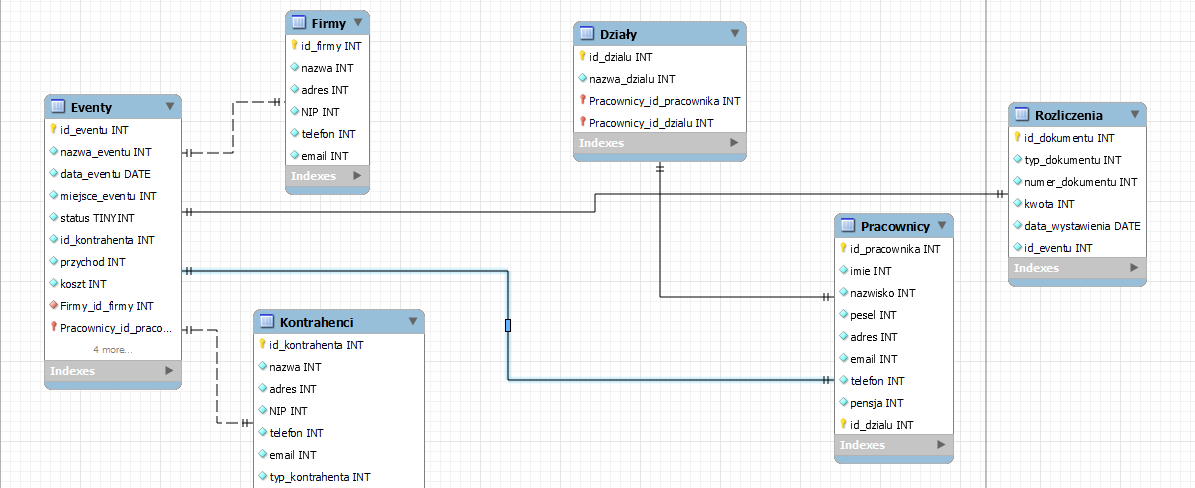 Eventy
id_eventu INT
nazwa_eventu INT
data_eventu DATE
miejsce_eventu INT
status TINYINT
id_kontrahenta INT
przychod INT
koszt INT
Firmy_id_firmy INT
Pracownicy_id_praco...
4 more...
Indexes
Firmy
id_firmy INT
nazwa INT
adres INT
NIP INT
telefon INT
email INT
Indexes
Kontrahenci
id_kontrahenta INT
nazwa INT
adres INT
NIP INT
telefon INT
email INT
typ_kontrahenta INT
Działy
id_dzialu INT
nazwa_dzialu INT
Pracownicy_id_pracownika INT
Pracownicy_id_dzialu INT
Indexes
Pracownicy
id_pracownika INT
imie INT
nazwisko INT
pesel INT
adres INT
email INT
telefon INT
pensja INT
id_dzialu INT
Indexes
Rozliczenia
id_dokumentu INT
typ_dokumentu INT
numer_dokumentu INT
kwota INT
data_wystawienia DATE
id_eventu INT
Indexes